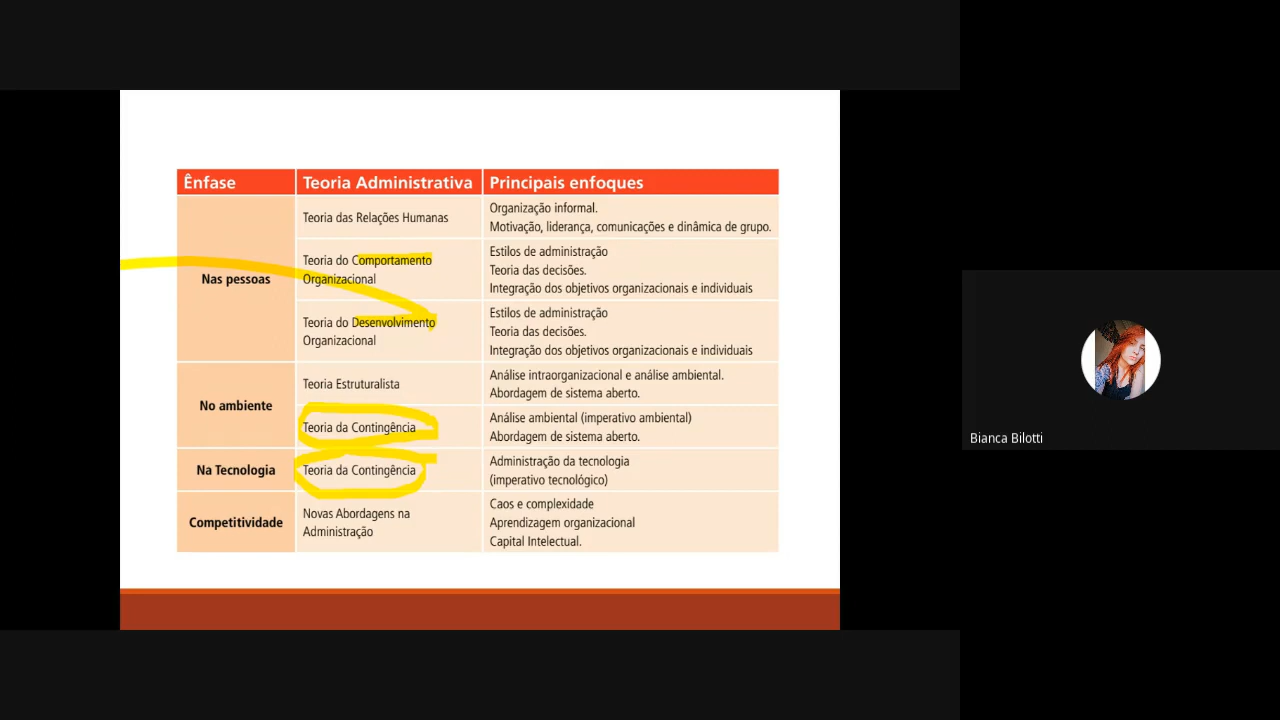 Ênfase
Teoria Administrativa
Principais enfoques
Nas pessoas
Teoria das Relações Humanas
Organização informal.
Motivação, liderança, comunicações e dinâmica de grupo.
Teoria do Comportamento
Organizacional
Estilos de administração
Teoria das decisões.
Integração dos objetivos organizacionais e individuais
Teoria do Desenvolvimento
Organizacional
Estilos de administração
Teoria das decisões.
Integração dos objetivos organizacionais e individuais
No ambiente
Teoria Estruturalista
Análise intraorganizacional e análise ambiental.
Abordagem de sistema aberto.
Teoria da Contingência
Análise ambiental (imperativo ambiental)
Abordagem de sistema aberto.
Na Tecnologia
Teoria da Contingência
Administração da tecnologia
(imperativo tecnológico)
Competitividade
Novas Abordagens na
Administração
Caos e complexidade
Aprendizagem organizacional
Capital Intelectual.
Bianca Bilotti